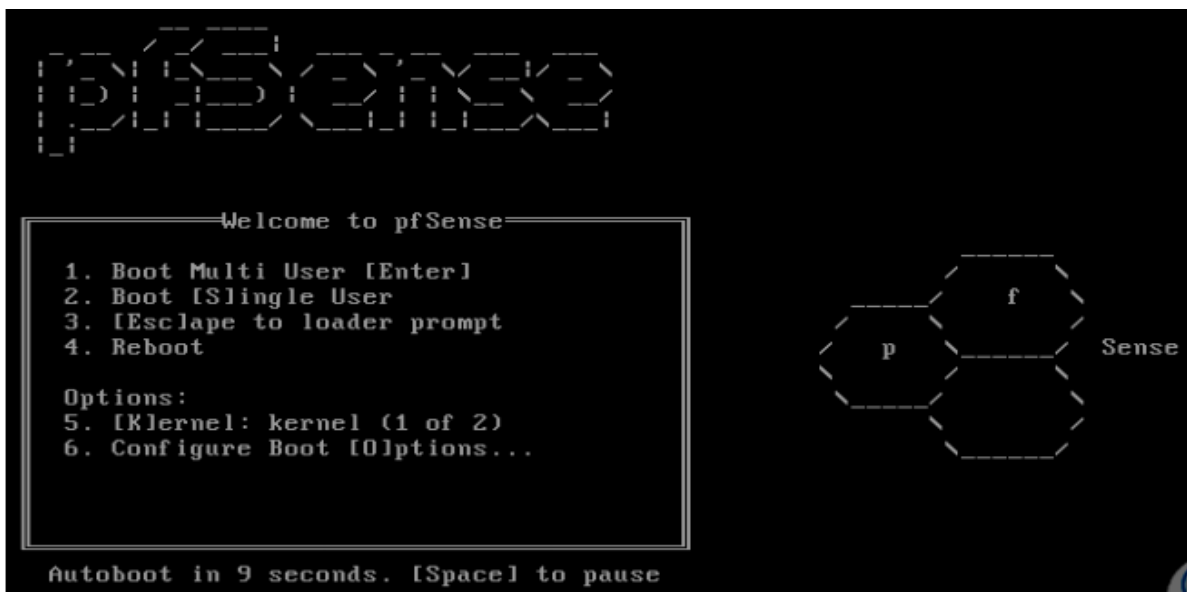 pfSense
Welcome to pfSense
1. Boot Multi User [Enter]
2. Boot [S]ingle User
3. [Esc]ape to loader prompt
4. Reboot
Options:
5. [K]ernel: kernel (1 of 2)
6. Configure Boot [O]ptions...
Autoboot in 9 seconds. [Space] to pause
f
p
Sense